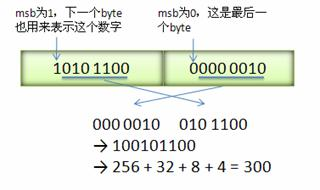 msb为1，下一个byte
也用来表示这个数字
msb为0，这是最后一
个byte
1010 1100
0000 0010
000 0010 010 1100
→ 100101100
→ 256 + 32 + 8 + 4 = 300